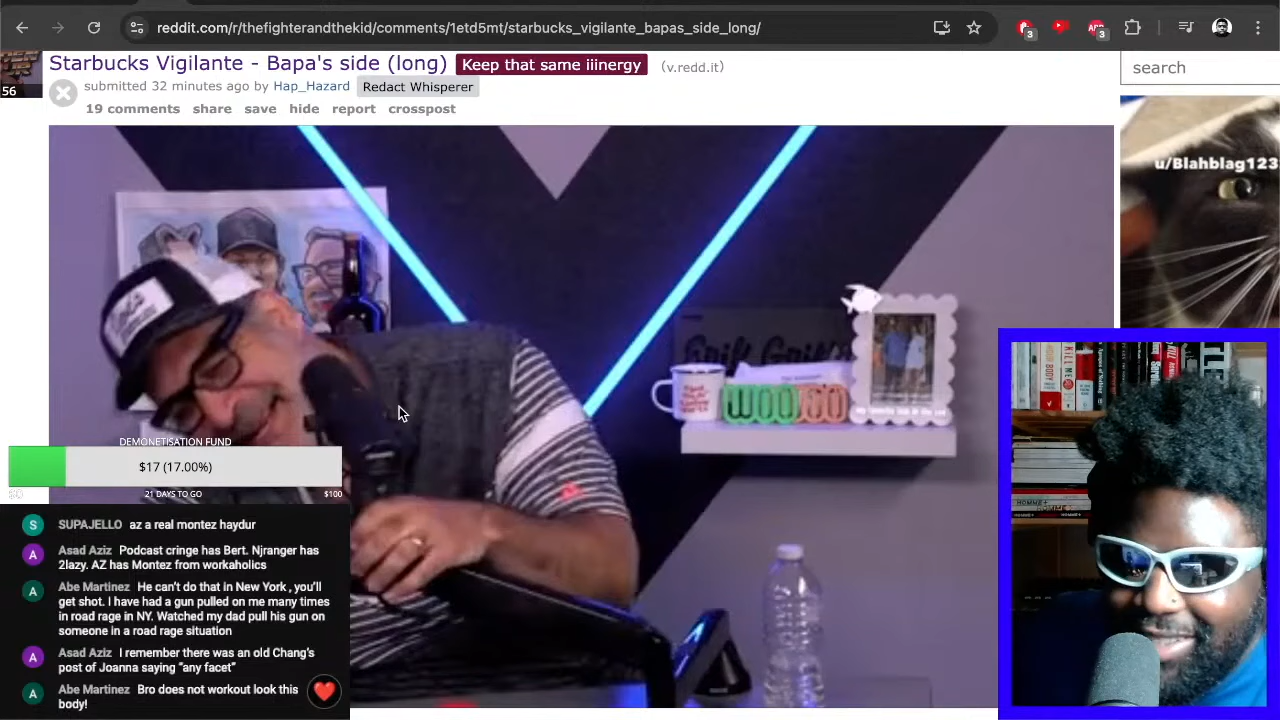 reddit.com/r/thefighterandthekid/comments/1etd5mt/starbucks_vigilante_bapas_side_long/
3
ABP
3
56
Starbucks Vigilante - Bapa's side (long) Keep that same iiinergy (v.redd.it)
submitted 32 minutes ago by Hap_Hazard Redact Whisperer
19 comments share save hide report crosspost
search
u/Blahblag123
WOO
DEMONETISATION FUND
$17 (17.00%)
21 DAYS TO GO
$100
S SUPAJELLO az a real montez haydur
A Asad Aziz Podcast cringe has Bert. Njranger has
2lazy. AZ has Montez from workaholics
A Abe Martinez He can't do that in New York , you'll
get shot. I have had a gun pulled on me many times
in road rage in NY. Watched my dad pull his gun on
someone in a road rage situation
A Asad Aziz I remember there was an old Chang's
post of Joanna saying "any facet"
A Abe Martinez Bro does not workout look this
body!
KILL ME